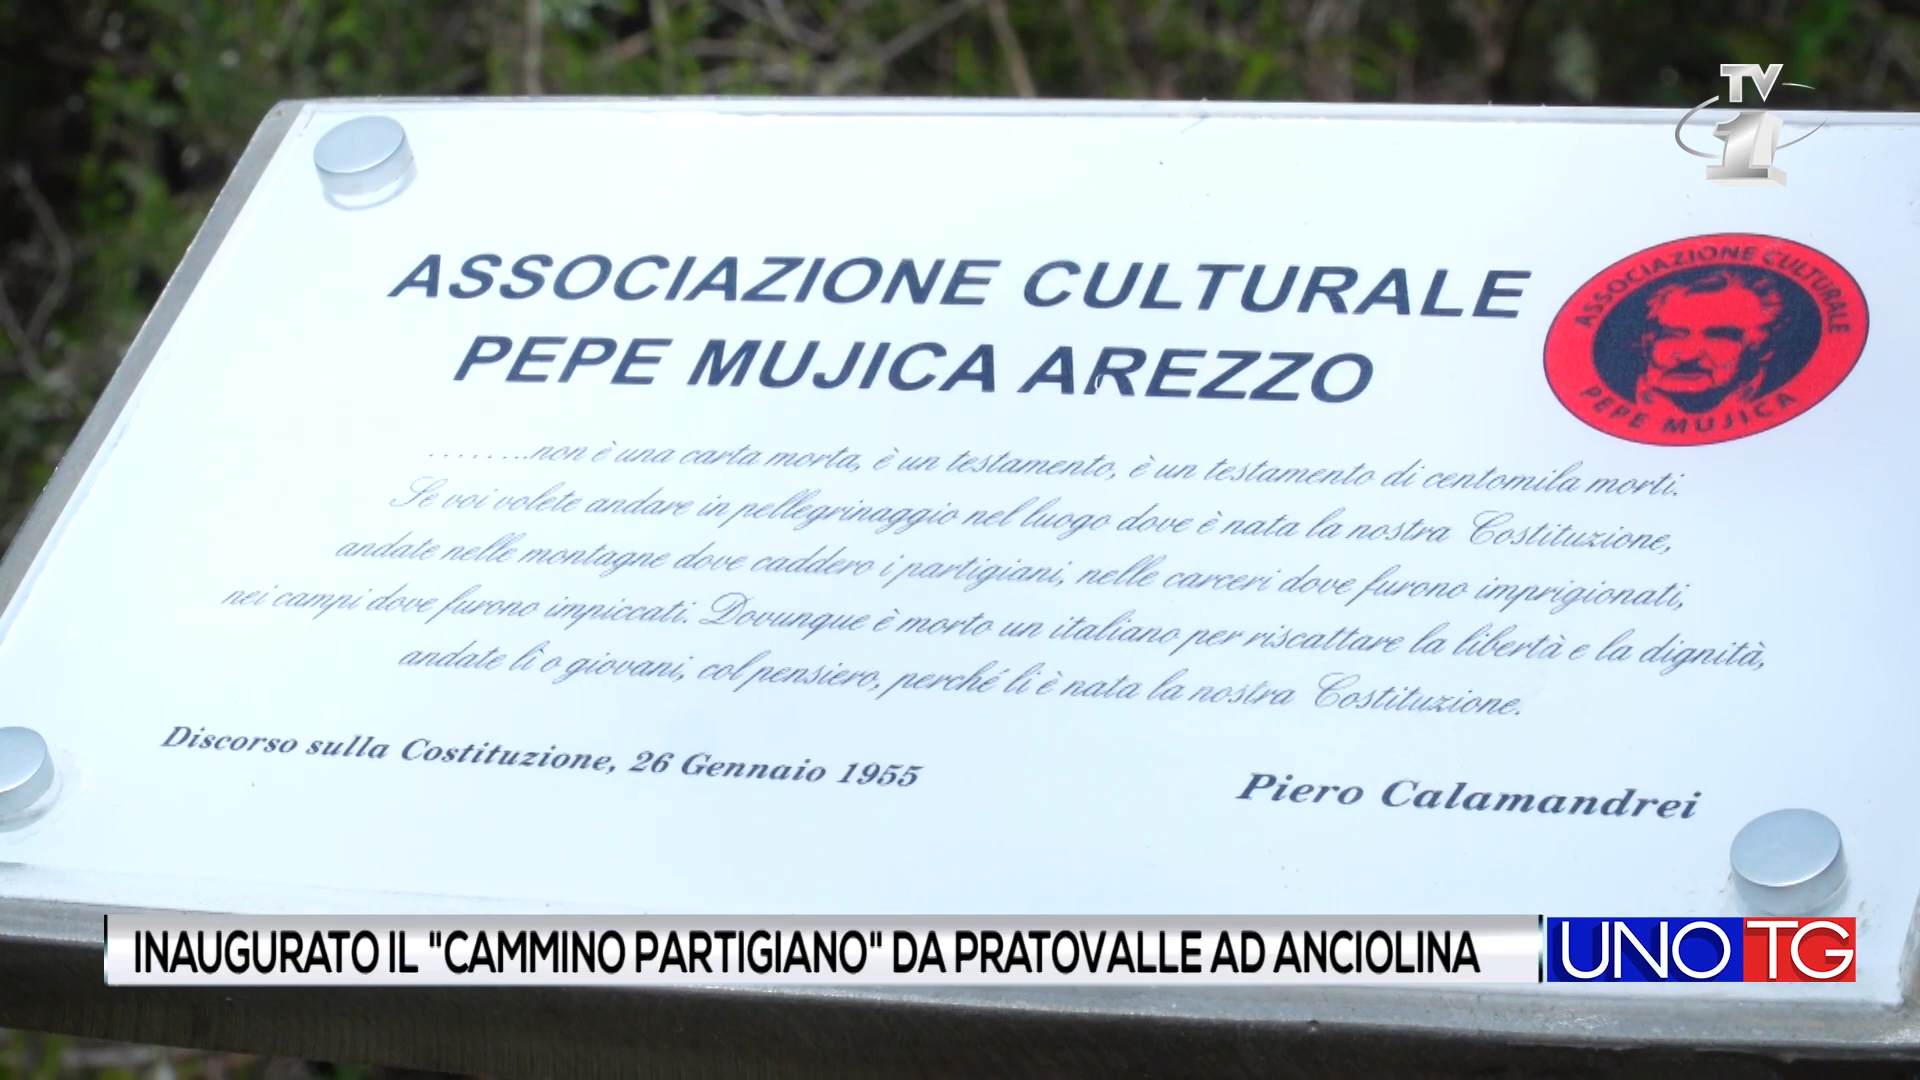 TV
1
ASSOCIAZIONE CULTURALE
PEPE MUJICA AREZZO
ASSOCIAZIONE CULTURALE
PEPE MUJICA
........non è una carta morta, è un testamento, è un testamento di centomila morti.
Se voi volete andare in pellegrinaggio nel luogo dove è nata la nostra Costituzione,
andate nelle montagne dove caddero i partigiani, nelle carceri dove furono imprigionati,
nei campi dove furono impiccati. Dovunque è morto un italiano per riscattare la libertà e la dignità,
andate lì o giovani, col pensiero, perché lì è nata la nostra Costituzione.
Discorso sulla Costituzione, 26 Gennaio 1955
Piero Calamandrei
INAUGURATO IL "CAMMINO PARTIGIANO" DA PRATOVALLE AD ANCIOLINA
UNO TG